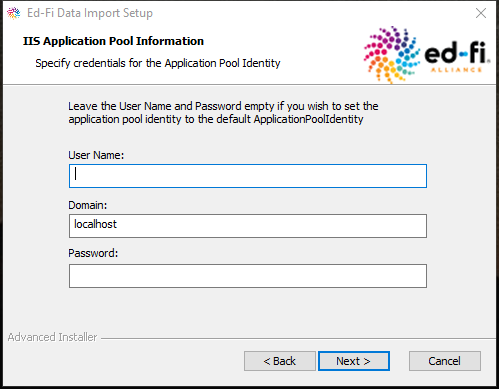 Ed-Fi Data Import Setup
IIS Application Pool Information
Specify credentials for the Application Pool Identity
ed-fi
ALLIANCE
Leave the User Name and Password empty if you wish to set the
application pool identity to the default ApplicationPoolIdentity
User Name:
Domain:
localhost
Password:
Advanced Installer
< Back
Next >
Cancel